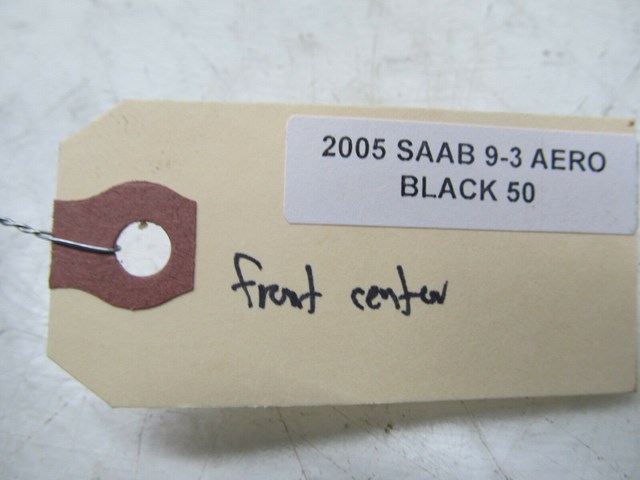 2005 SAAB 9-3 AERO
BLACK 50
front center